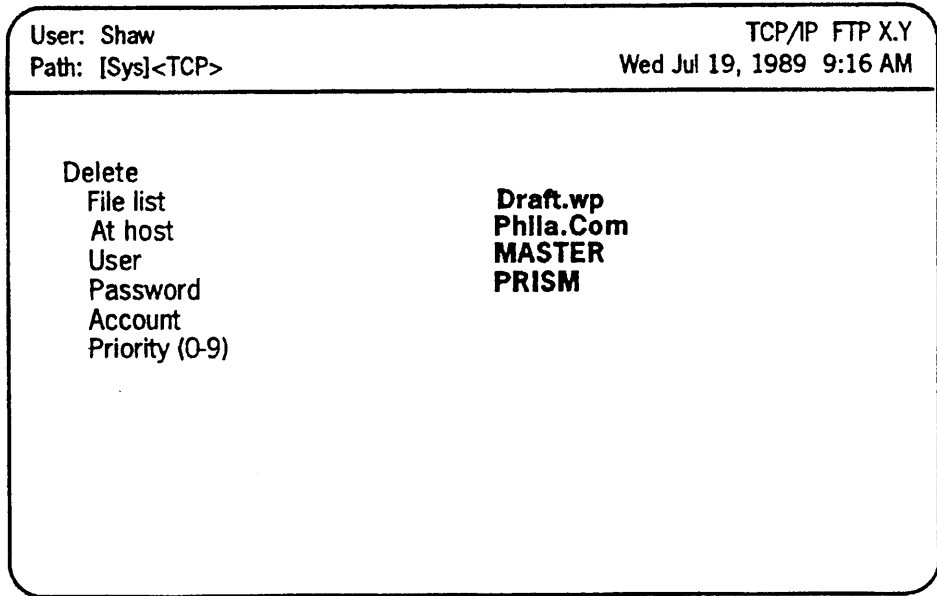 User: Shaw TCP/IP FTP X.Y
Path: [Sys]<TCP> Wed Jul 19, 1989 9:16 AM
Delete
File list Draft.wp
At host Phila.Com
User MASTER
Password PRISM
Account
Priority (0-9)